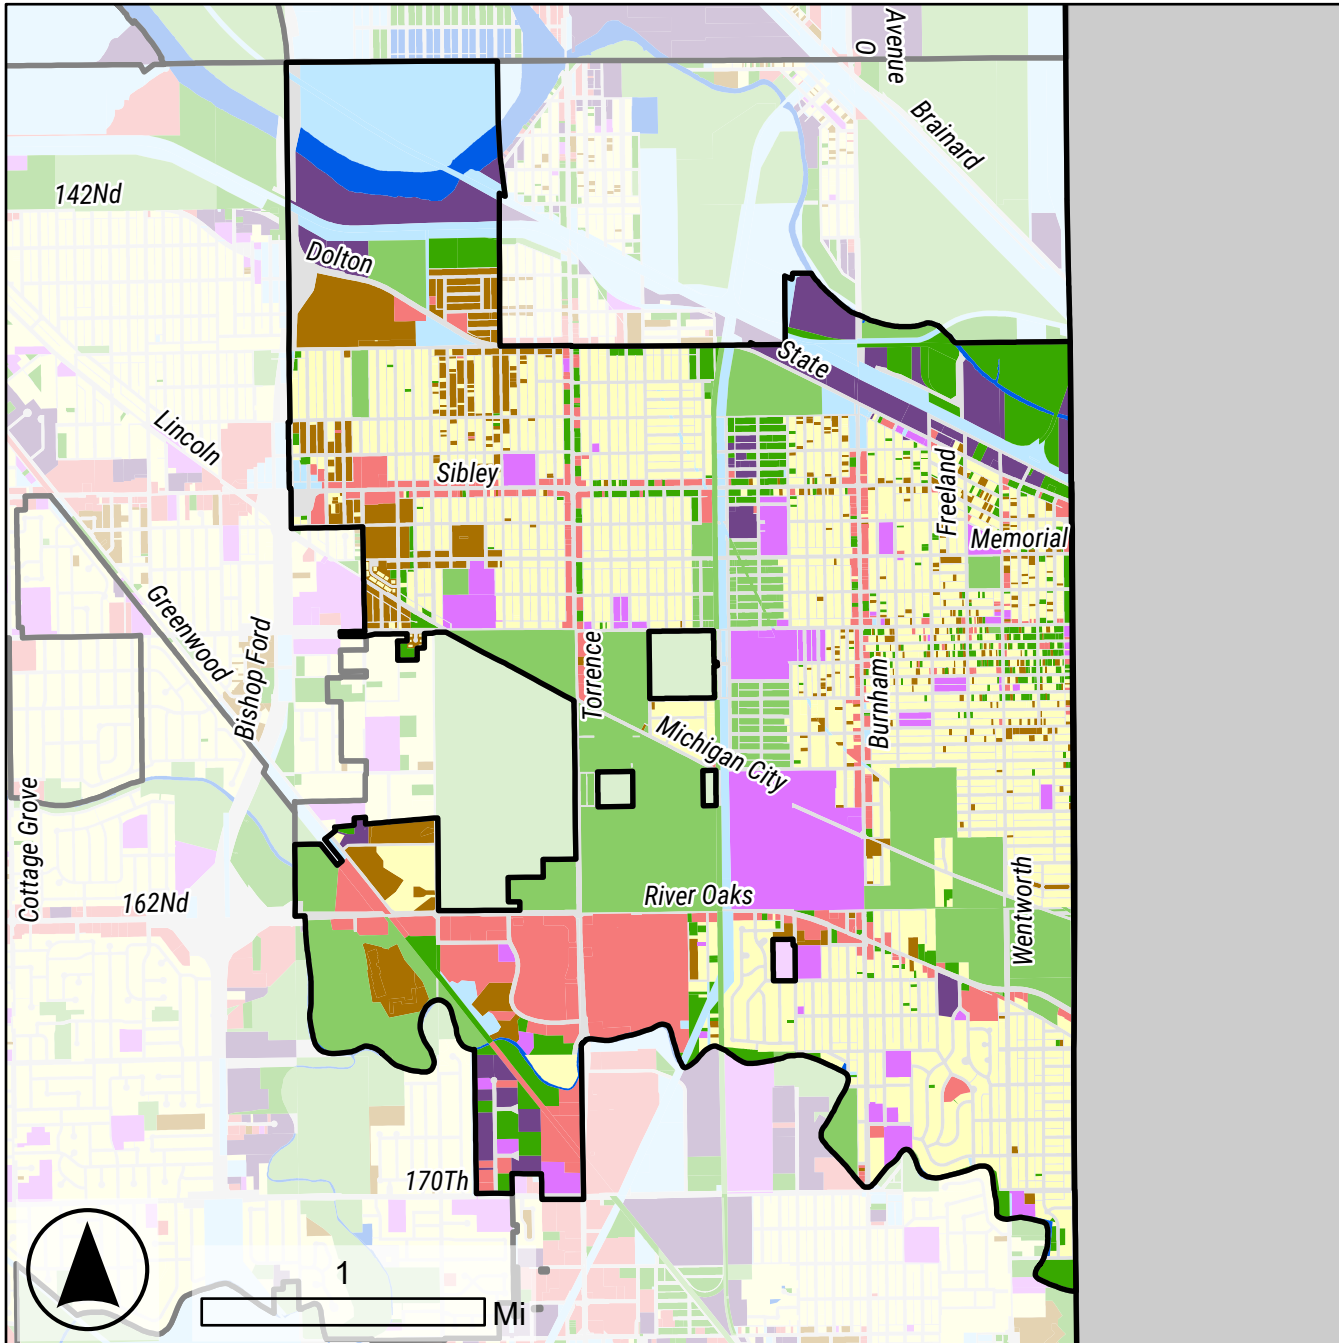 Avenue
O
Brainard
142Nd
Dolton
State
Lincoln
Sibley
Freeland
Memorial
Greenwood
Bishop Ford
Torrence
Burnham
Michigan City
Cottage Grove
162Nd
River Oaks
Wentworth
170Th
1
Mi